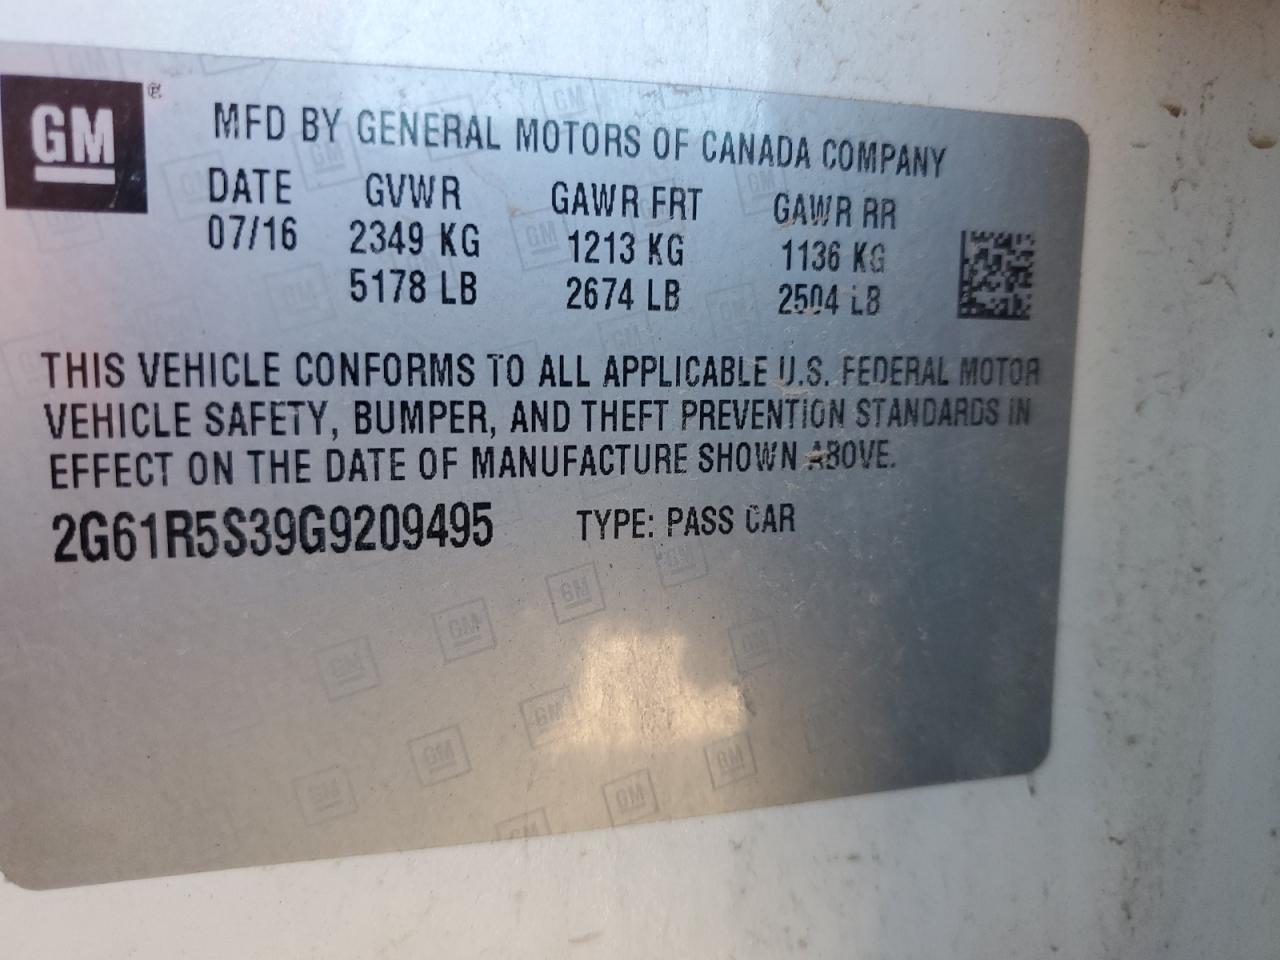 GM®
MFD BY GENERAL MOTORS OF CANADA COMPANY
DATE GVWR GAWR FRT GAWR RR
07/16 2349 KG 1213 KG 1136 KG
5178 LB 2674 LB 2504 LB
THIS VEHICLE CONFORMS TO ALL APPLICABLE U.S. FEDERAL MOTOR
VEHICLE SAFETY, BUMPER, AND THEFT PREVENTION STANDARDS IN
EFFECT ON THE DATE OF MANUFACTURE SHOWN ABOVE.
2G61R5S39G9209495 TYPE: PASS CAR